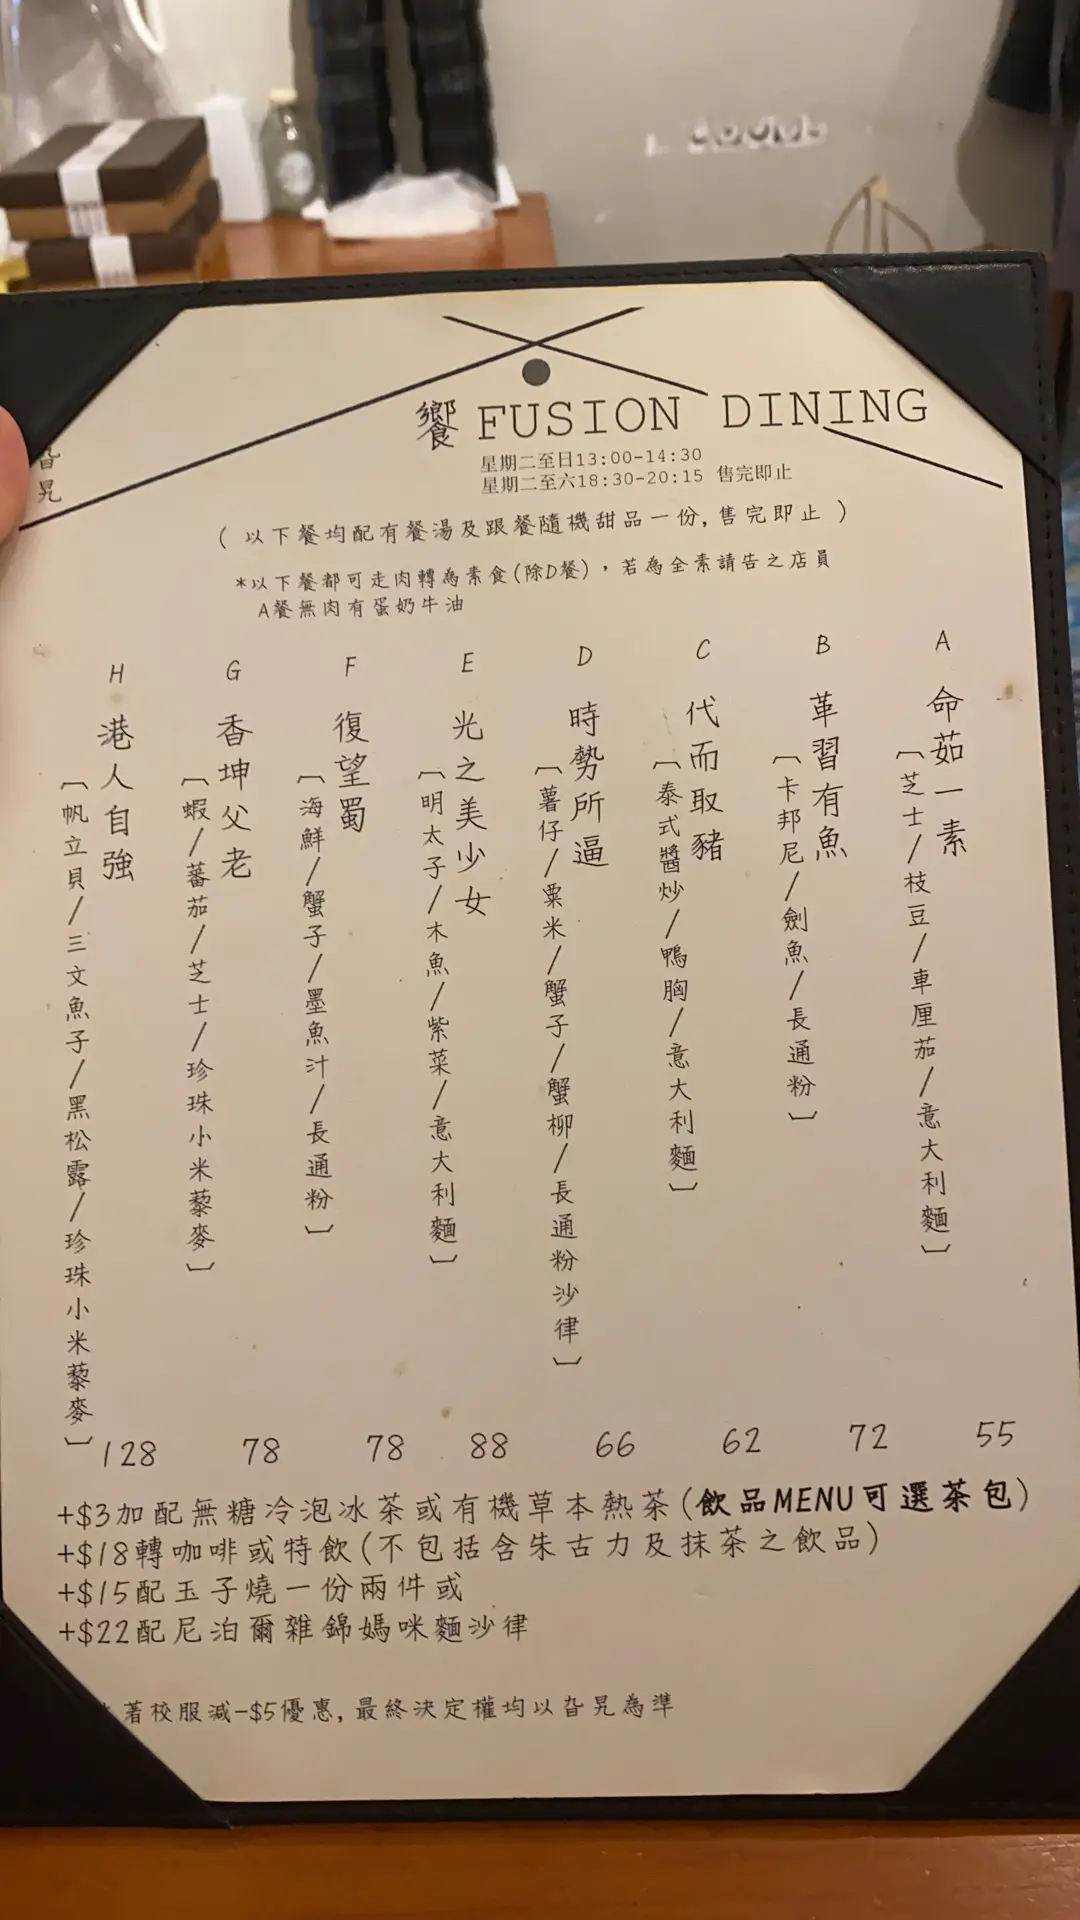 旮旯
饗 FUSION DINING
星期二至日13:00-14:30
星期二至六18:30-20:15 售完即止
( 以下餐均配有餐湯及跟餐隨機甜品一份,售完即止 )
*以下餐都可走肉轉為素食(除D餐),若為全素請告之店員
A餐無肉有蛋奶牛油
A
命茹一素
[芝士/枝豆/車厘茄/意大利麵]
55
B
革習有魚
[卡邦尼/劍魚/長通粉]
72
C
代而取豬
[泰式醬炒/鴨胸/意大利麵]
62
D
時勢所逼
[薯仔/粟米/蟹子/蟹柳/長通粉沙律]
66
E
光之美少女
[明太子/木魚/紫菜/意大利麵]
88
F
復望蜀
[海鮮/蟹子/墨魚汁/長通粉]
78
G
香坤父老
[蝦/蕃茄/芝士/珍珠小米藜麥]
78
H
港人自強
[帆立貝/三文魚子/黑松露/珍珠小米藜麥]
128
+$3加配無糖冷泡冰茶或有機草本熱茶(飲品MENU可選茶包)
+$18轉咖啡或特飲(不包括含朱古力及抹茶之飲品)
+$15配玉子燒一份兩件或
+$22配尼泊爾雜錦媽咪麵沙律
著校服減-$5優惠,最終決定權均以旮旯為準